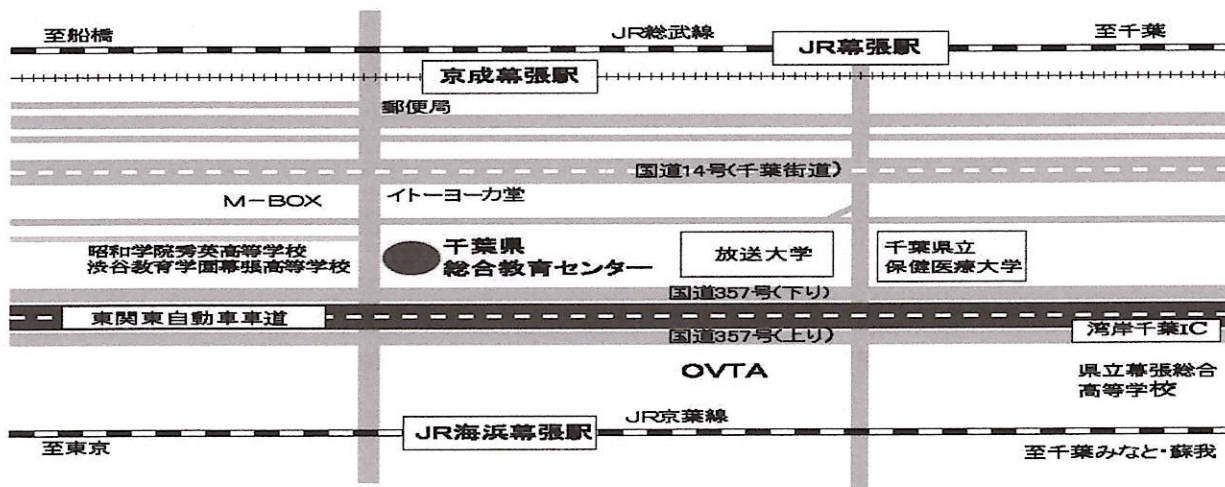 至船橋
JR総武線
JR幕張駅
至千葉
京成幕張駅
郵便局
国道14号(千葉街道)
M-BOX
イトーヨーカ堂
昭和学院秀英高等学校
渋谷教育学園幕張高等学校
千葉県
総合教育センター
放送大学
千葉県立
保健医療大学
国道357号(下り)
東関東自動車車道
国道357号(上り)
湾岸千葉IC
OVTA
県立幕張総合
高等学校
JR京葉線
JR海浜幕張駅
至東京
至千葉みなと・蘇我